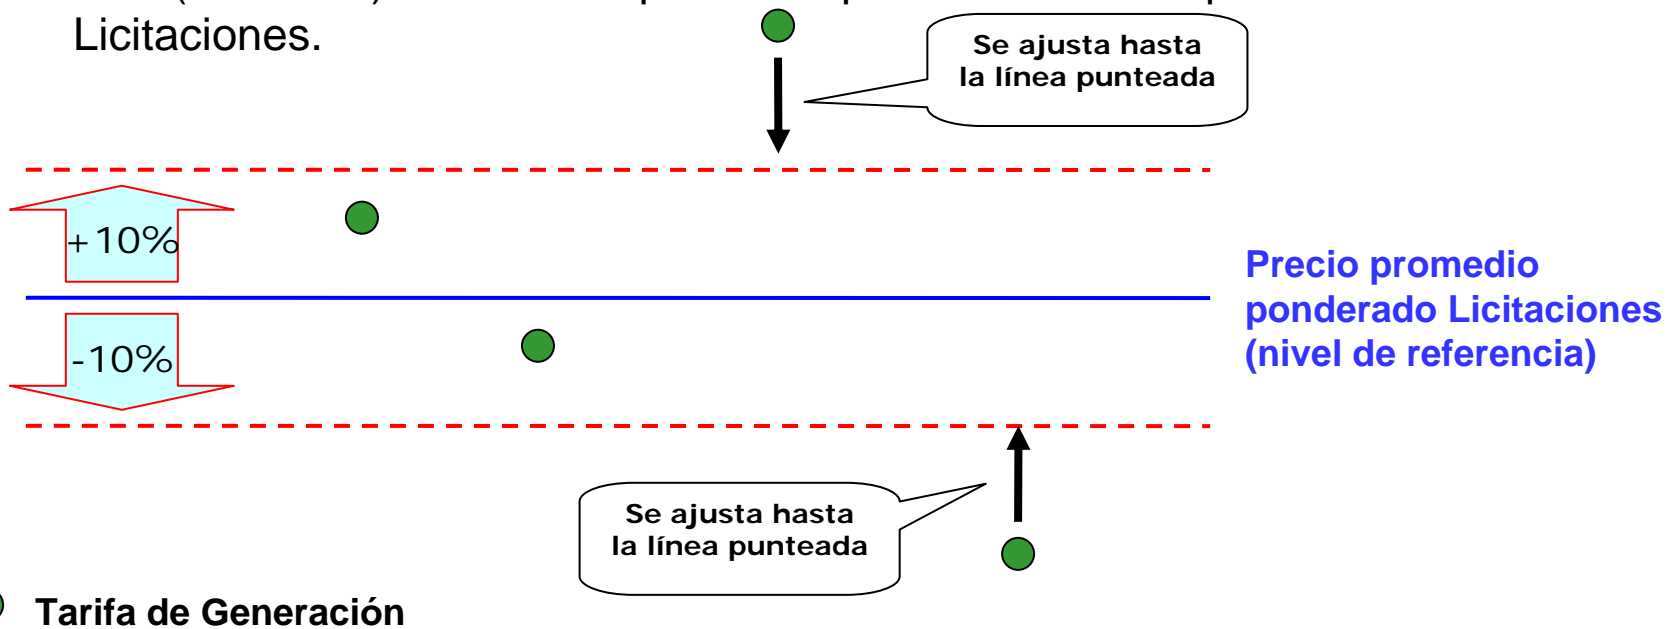 Licitaciones.
Se ajusta hasta
la línea punteada
+10%
Precio promedio
ponderado Licitaciones
(nivel de referencia)
-10%
Se ajusta hasta
la línea punteada
Tarifa de Generación